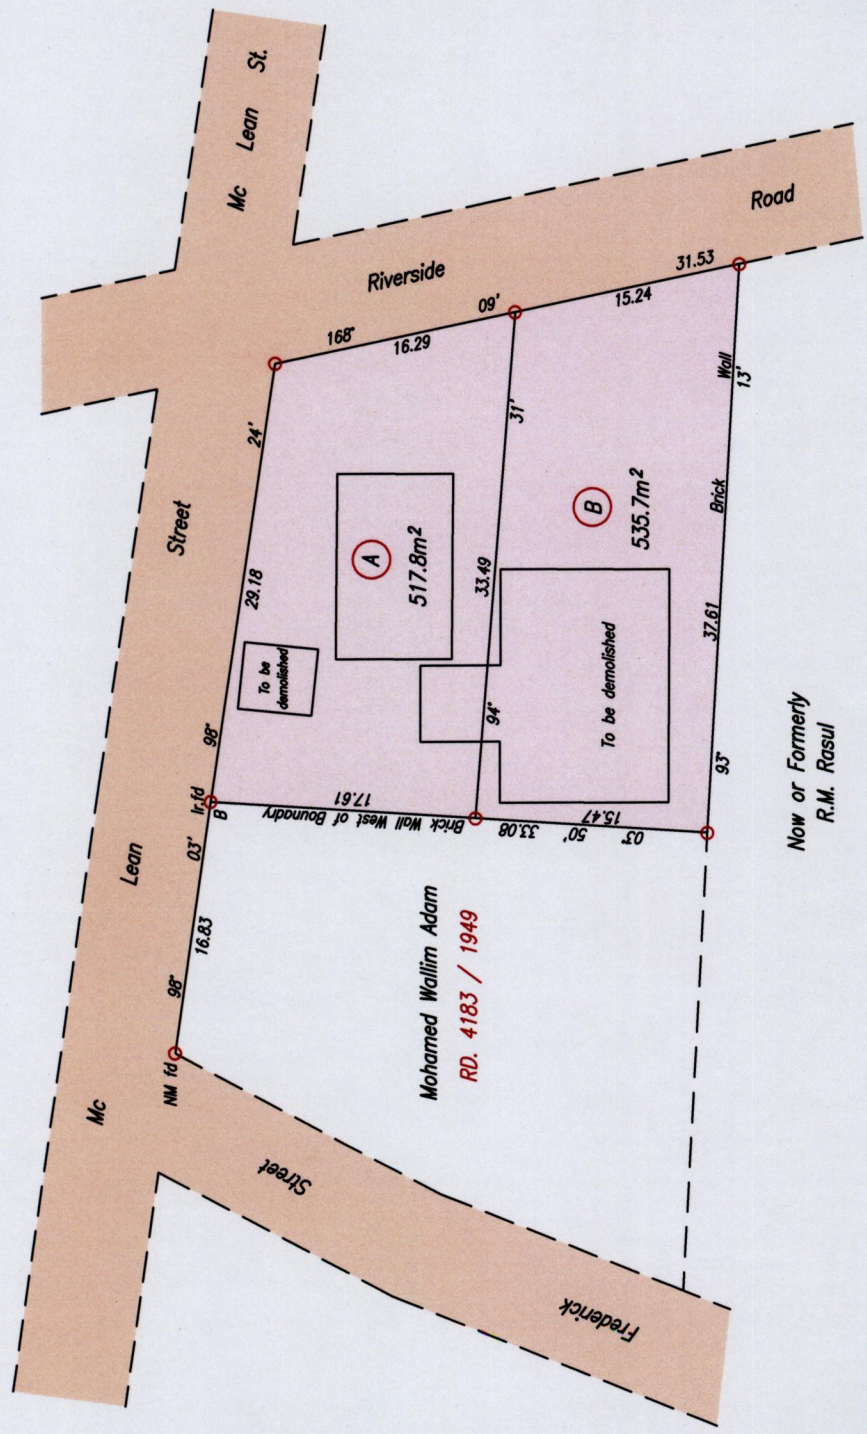 Mc Lean St.
Mc Lean Street
Riverside Road
NM fd
98°
16.83
03'
Ir.fd
B
98°
29.18
24'
168°
16.29
09'
15.24
31.53
To be
demolished
A
517.8m²
17.61
Brick Wall West of Boundry
94°
33.49
31'
B
535.7m²
To be demolished
33.08
03°
15.47
50'
93°
37.61
Brick Wall
13'
Mohamed Wallim Adam
RD. 4183 / 1949
Now or Formerly
R.M. Rasul
Frederick Street